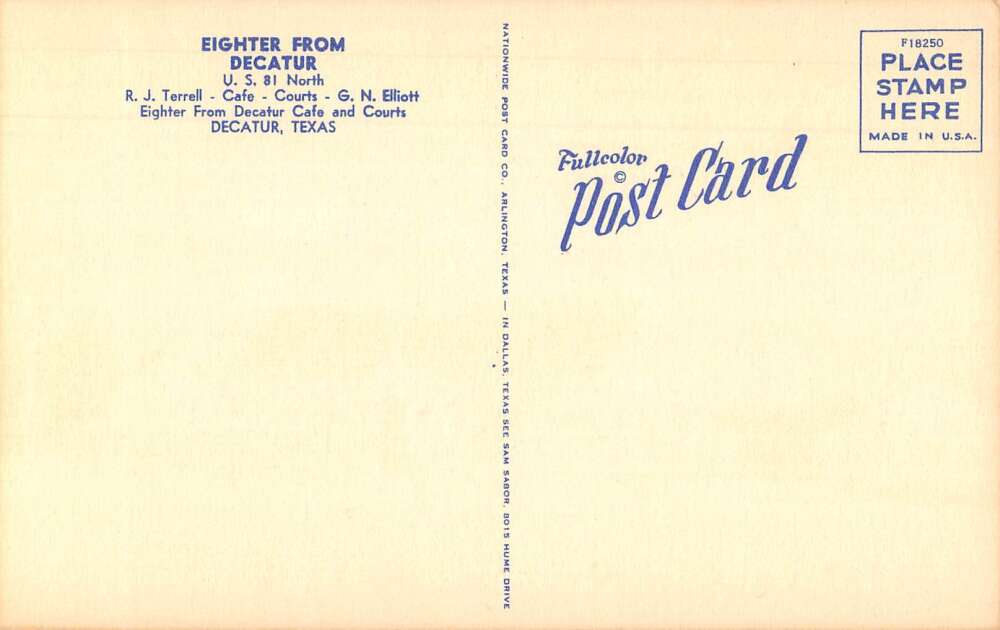 EIGHTER FROM
DECATUR
U. S. 81 North
R. J. Terrell - Cafe - Courts - G. N. Elliott
Eighter From Decatur Cafe and Courts
DECATUR, TEXAS
NATIONWIDE POST CARD CO., ARLINGTON, TEXAS — IN DALLAS, TEXAS SEE SAM SABOR, 8015 HUME DRIVE
Fullcolor
©
Post Card
F18250
PLACE
STAMP
HERE
MADE IN U.S.A.